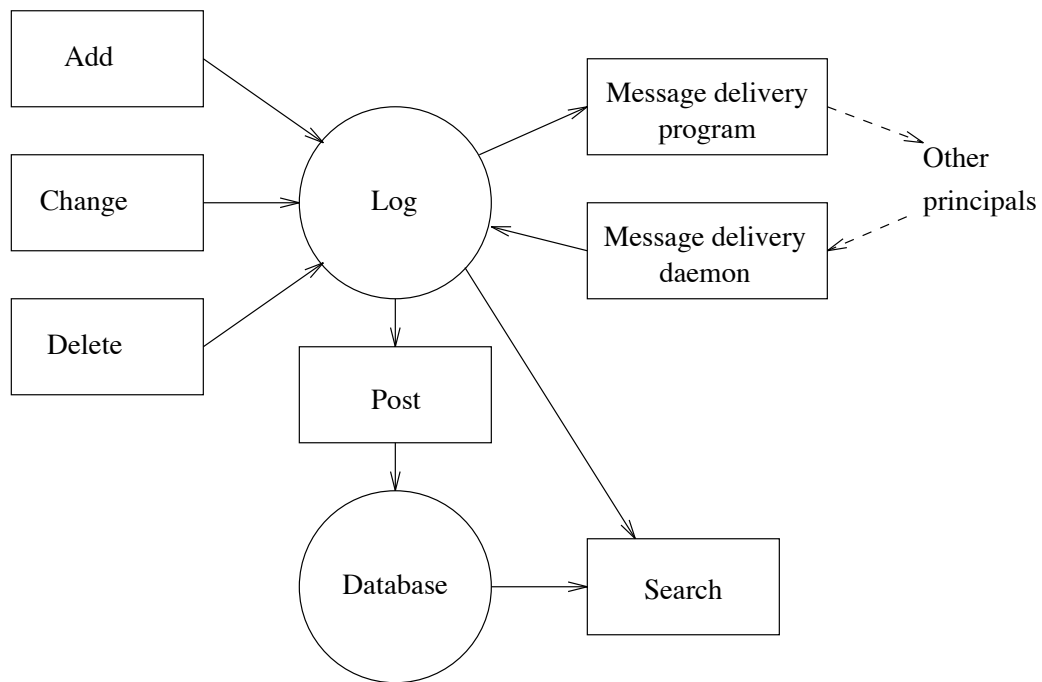 Add
Message delivery
program
Other
principals
Change
Log
Message delivery
daemon
Delete
Post
Database
Search